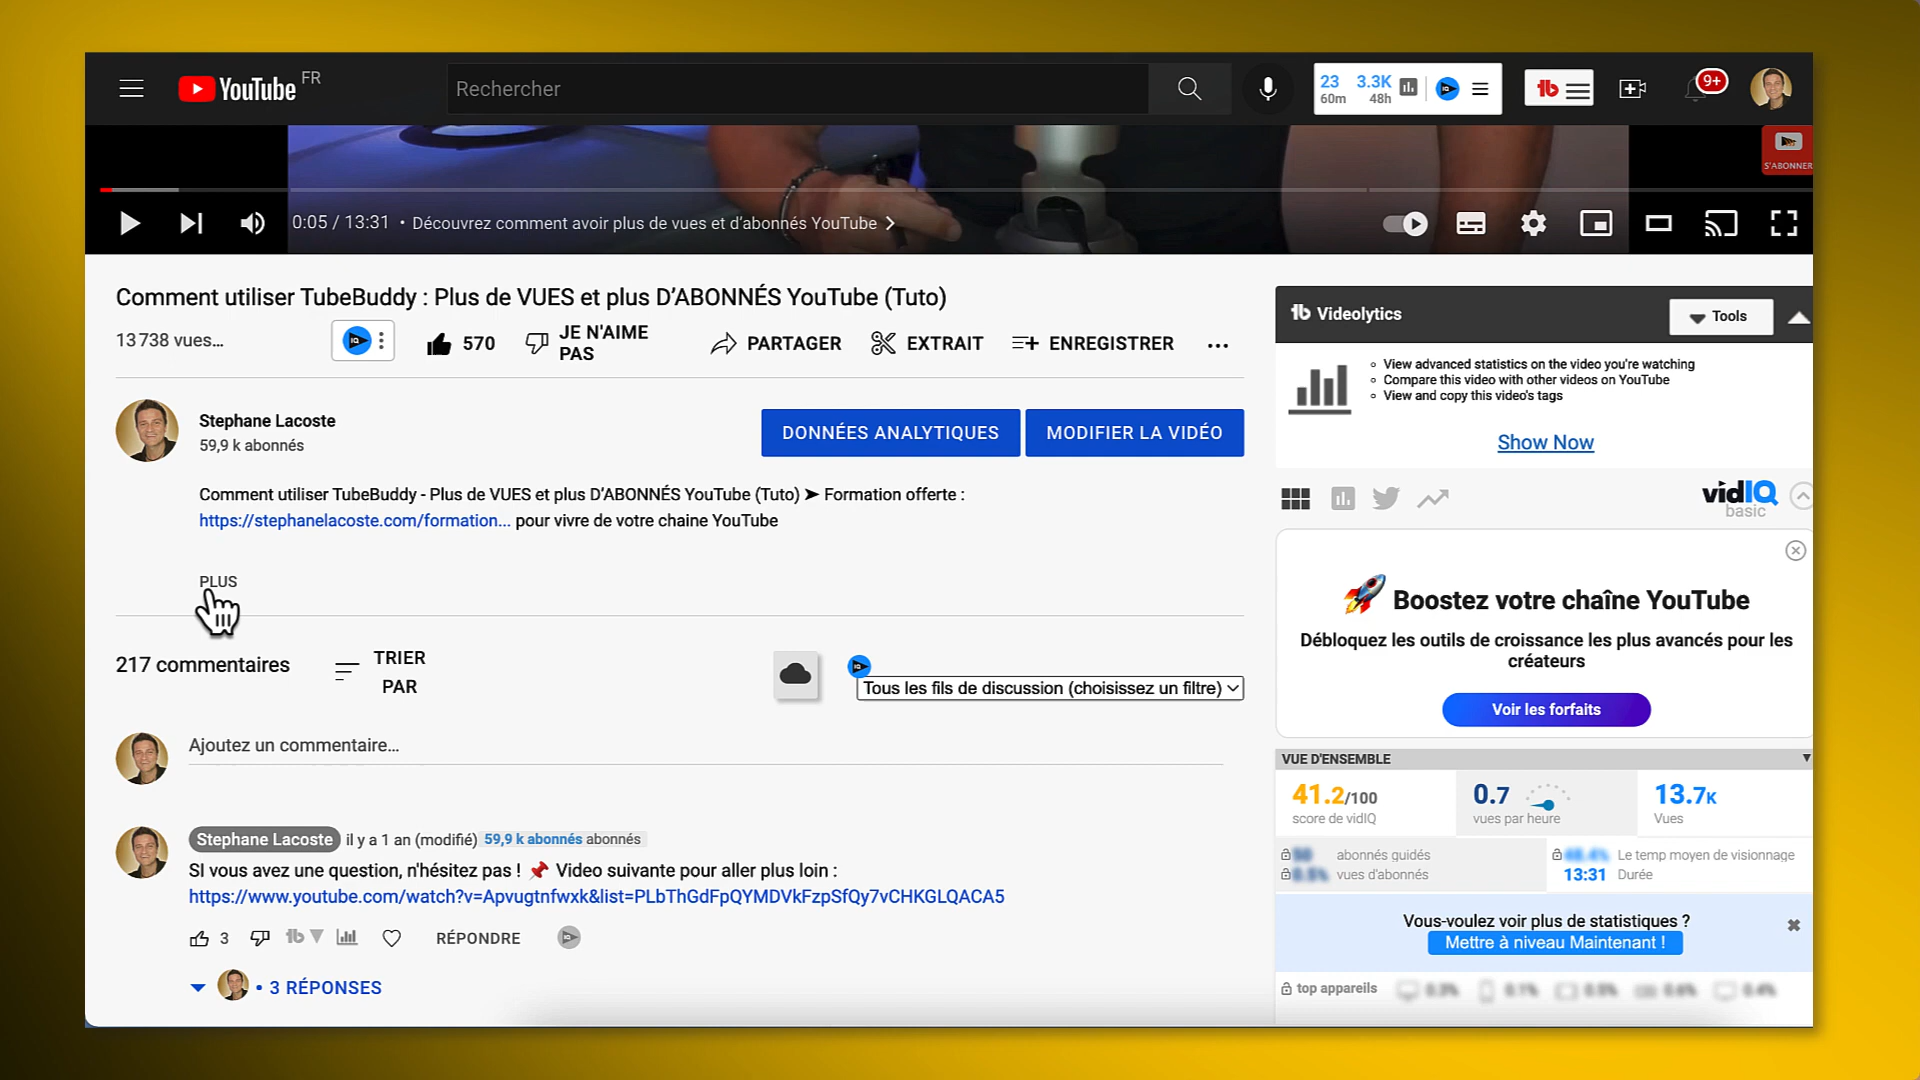 YouTube FR
Rechercher
23 60m
3.3K 48h
9+
S'ABONNER
0:05 / 13:31 • Découvrez comment avoir plus de vues et d'abonnés YouTube
Comment utiliser TubeBuddy : Plus de VUES et plus D'ABONNÉS YouTube (Tuto)
13 738 vues...
570
JE N'AIME
PAS
PARTAGER
EXTRAIT
ENREGISTRER
Stephane Lacoste
59,9 k abonnés
DONNÉES ANALYTIQUES
MODIFIER LA VIDÉO
Comment utiliser TubeBuddy - Plus de VUES et plus D'ABONNÉS YouTube (Tuto) ➤ Formation offerte :
https://stephanelacoste.com/formation... pour vivre de votre chaine YouTube
PLUS
217 commentaires
TRIER
PAR
Tous les fils de discussion (choisissez un filtre)
Ajoutez un commentaire...
Stephane Lacoste il y a 1 an (modifié) 59,9 k abonnés abonnés
SI vous avez une question, n'hésitez pas ! 📌 Video suivante pour aller plus loin :
https://www.youtube.com/watch?v=Apvugtnfwxk&list=PLbThGdFpQYMDVkFzpSfQy7vCHKGLQACA5
3
RÉPONDRE
• 3 RÉPONSES
Videolytics
Tools
View advanced statistics on the video you're watching
Compare this video with other videos on YouTube
View and copy this video's tags
Show Now
vidIQ
basic
🚀 Boostez votre chaîne YouTube
Débloquez les outils de croissance les plus avancés pour les
créateurs
Voir les forfaits
VUE D'ENSEMBLE
41.2/100
score de vidIQ
0.7
vues par heure
13.7K
Vues
abonnés guidés
vues d'abonnés
Le temp moyen de visionnage
13:31 Durée
Vous-voulez voir plus de statistiques ?
Mettre à niveau Maintenant !
top appareils